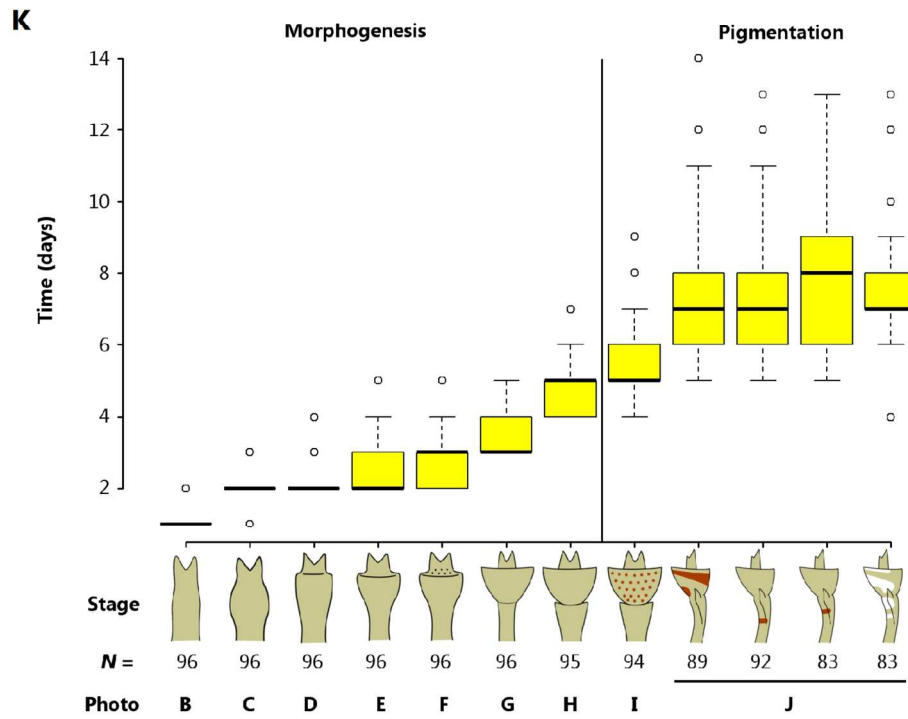 K
Morphogenesis Pigmentation
14
12
10
8
6
4
2
Time (days)
Stage
N = 96 96 96 96 96 96 95 94 89 92 83 83
Photo B C D E F G H I J